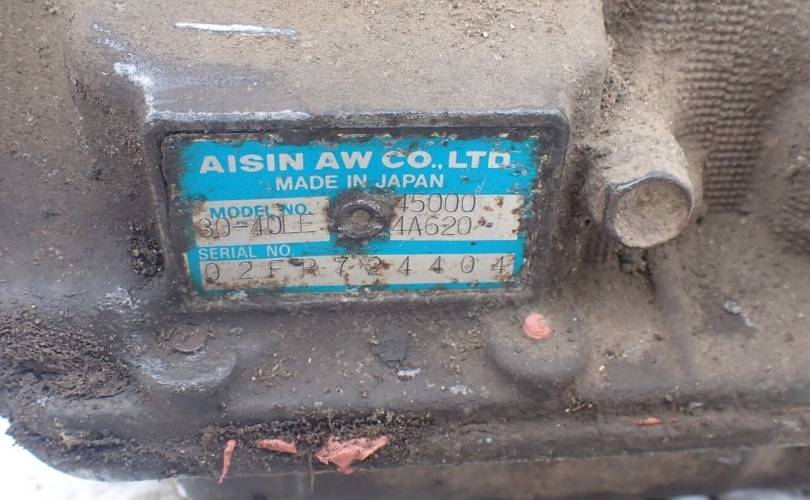 AISIN AW CO., LTD
MADE IN JAPAN
MODEL NO. 45000
30-40LE 4A620
SERIAL NO.
02FR724404